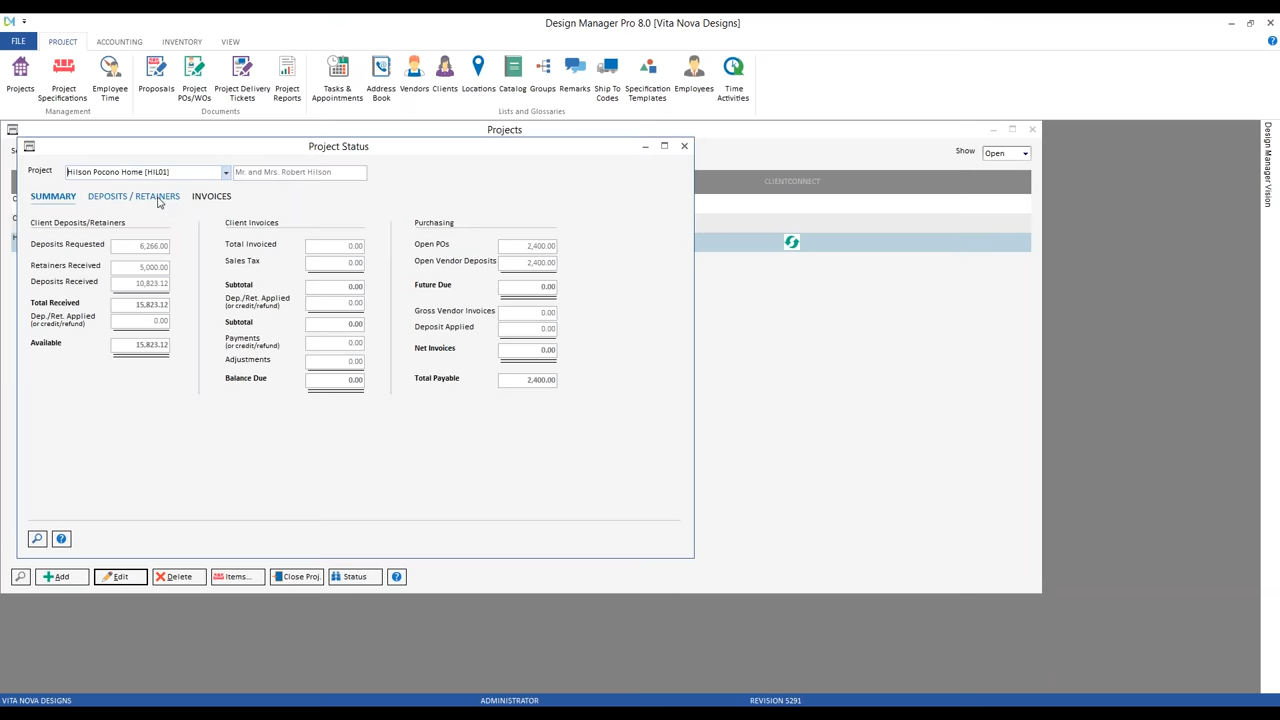 Design Manager Pro 8.0 [Vita Nova Designs]
FILE PROJECT ACCOUNTING INVENTORY VIEW
Projects
Project Specifications
Employee Time
Proposals
Project POs/WOs
Project Delivery Tickets
Project Reports
Tasks & Appointments
Address Book
Vendors
Clients
Locations
Catalog
Groups
Remarks
Ship To Codes
Specification Templates
Employees
Time Activities
Management
Documents
Lists and Glossaries
Projects
Show Open
CLIENTCONNECT
Design Manager Vision
Project Status
Project Hilson Pocono Home [HIL01] Mr. and Mrs. Robert Hilson
SUMMARY DEPOSITS / RETAINERS INVOICES
Client Deposits/Retainers
Deposits Requested 6,266.00
Retainers Received 5,000.00
Deposits Received 10,823.12
Total Received 15,823.12
Dep./Ret. Applied 0.00
(or credit/refund)
Available 15,823.12
Client Invoices
Total Invoiced 0.00
Sales Tax 0.00
Subtotal 0.00
Dep./Ret. Applied 0.00
(or credit/refund)
Subtotal 0.00
Payments 0.00
(or credit/refund)
Adjustments 0.00
Balance Due 0.00
Purchasing
Open POs 2,400.00
Open Vendor Deposits 2,400.00
Future Due 0.00
Gross Vendor Invoices 0.00
Deposit Applied 0.00
Net Invoices 0.00
Total Payable 2,400.00
Add Edit Delete Items... Close Proj. Status
VITA NOVA DESIGNS ADMINISTRATOR REVISION 5291